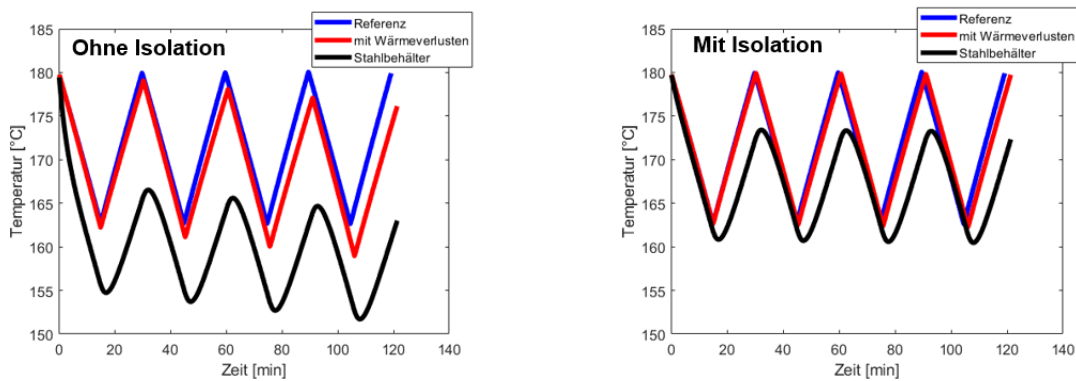 Ohne Isolation
Referenz
mit Wärmeverlusten
Stahlbehälter
185
180
175
170
165
160
155
150
Temperatur [°C]
0 20 40 60 80 100 120 140
Zeit [min]
Mit Isolation
Referenz
mit Wärmeverlusten
Stahlbehälter
185
180
175
170
165
160
155
150
Temperatur [°C]
0 20 40 60 80 100 120 140
Zeit [min]